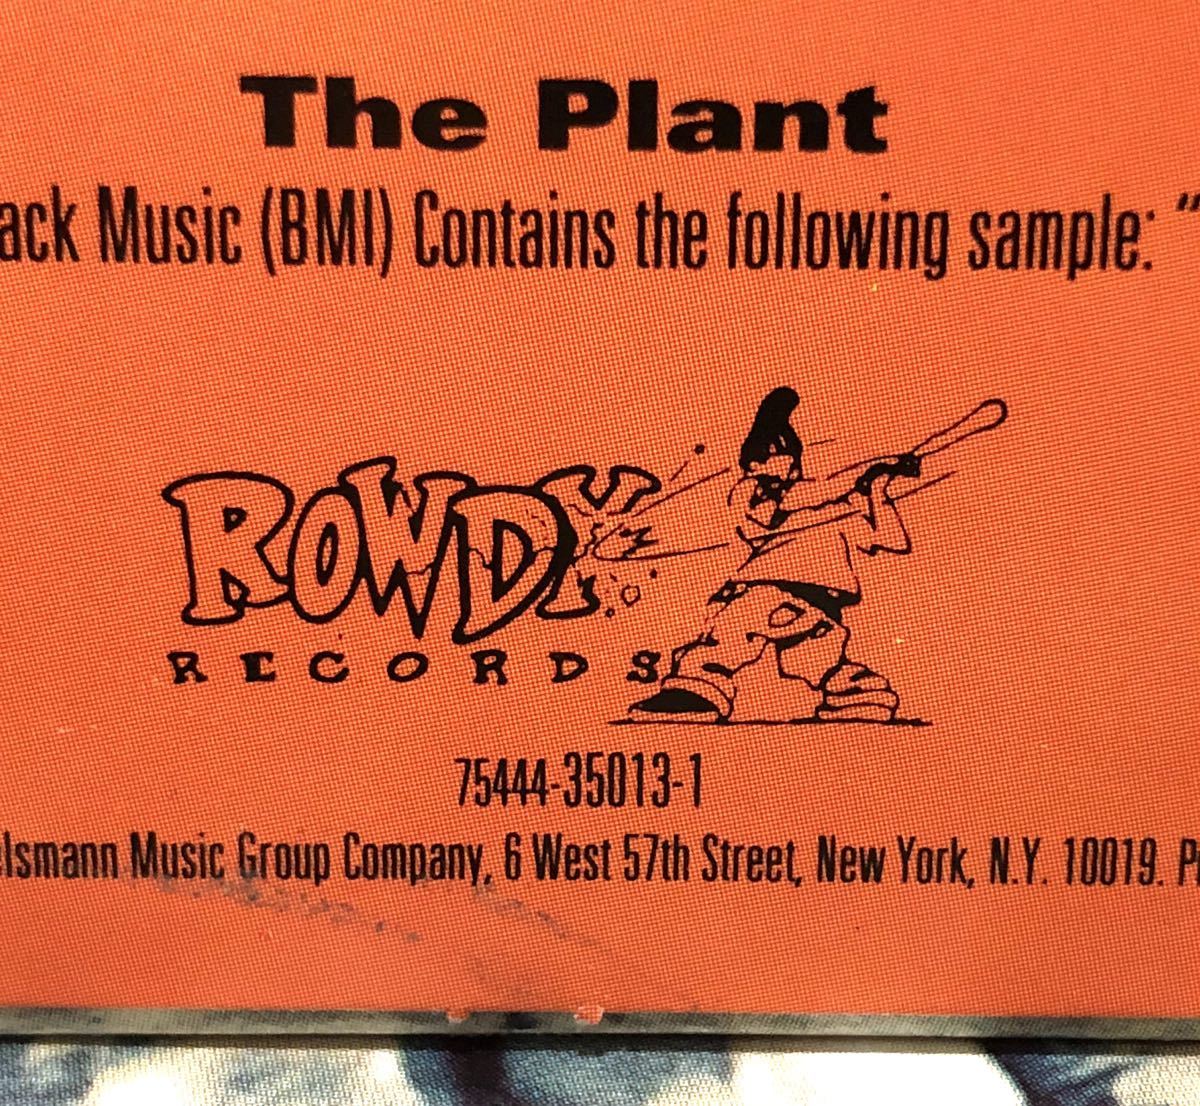 The Plant
ack Music (BMI) Contains the following sample: "
ROWDY
RECORDS
75444-35013-1
elsmann Music Group Company, 6 West 57th Street, New York, N.Y. 10019. P